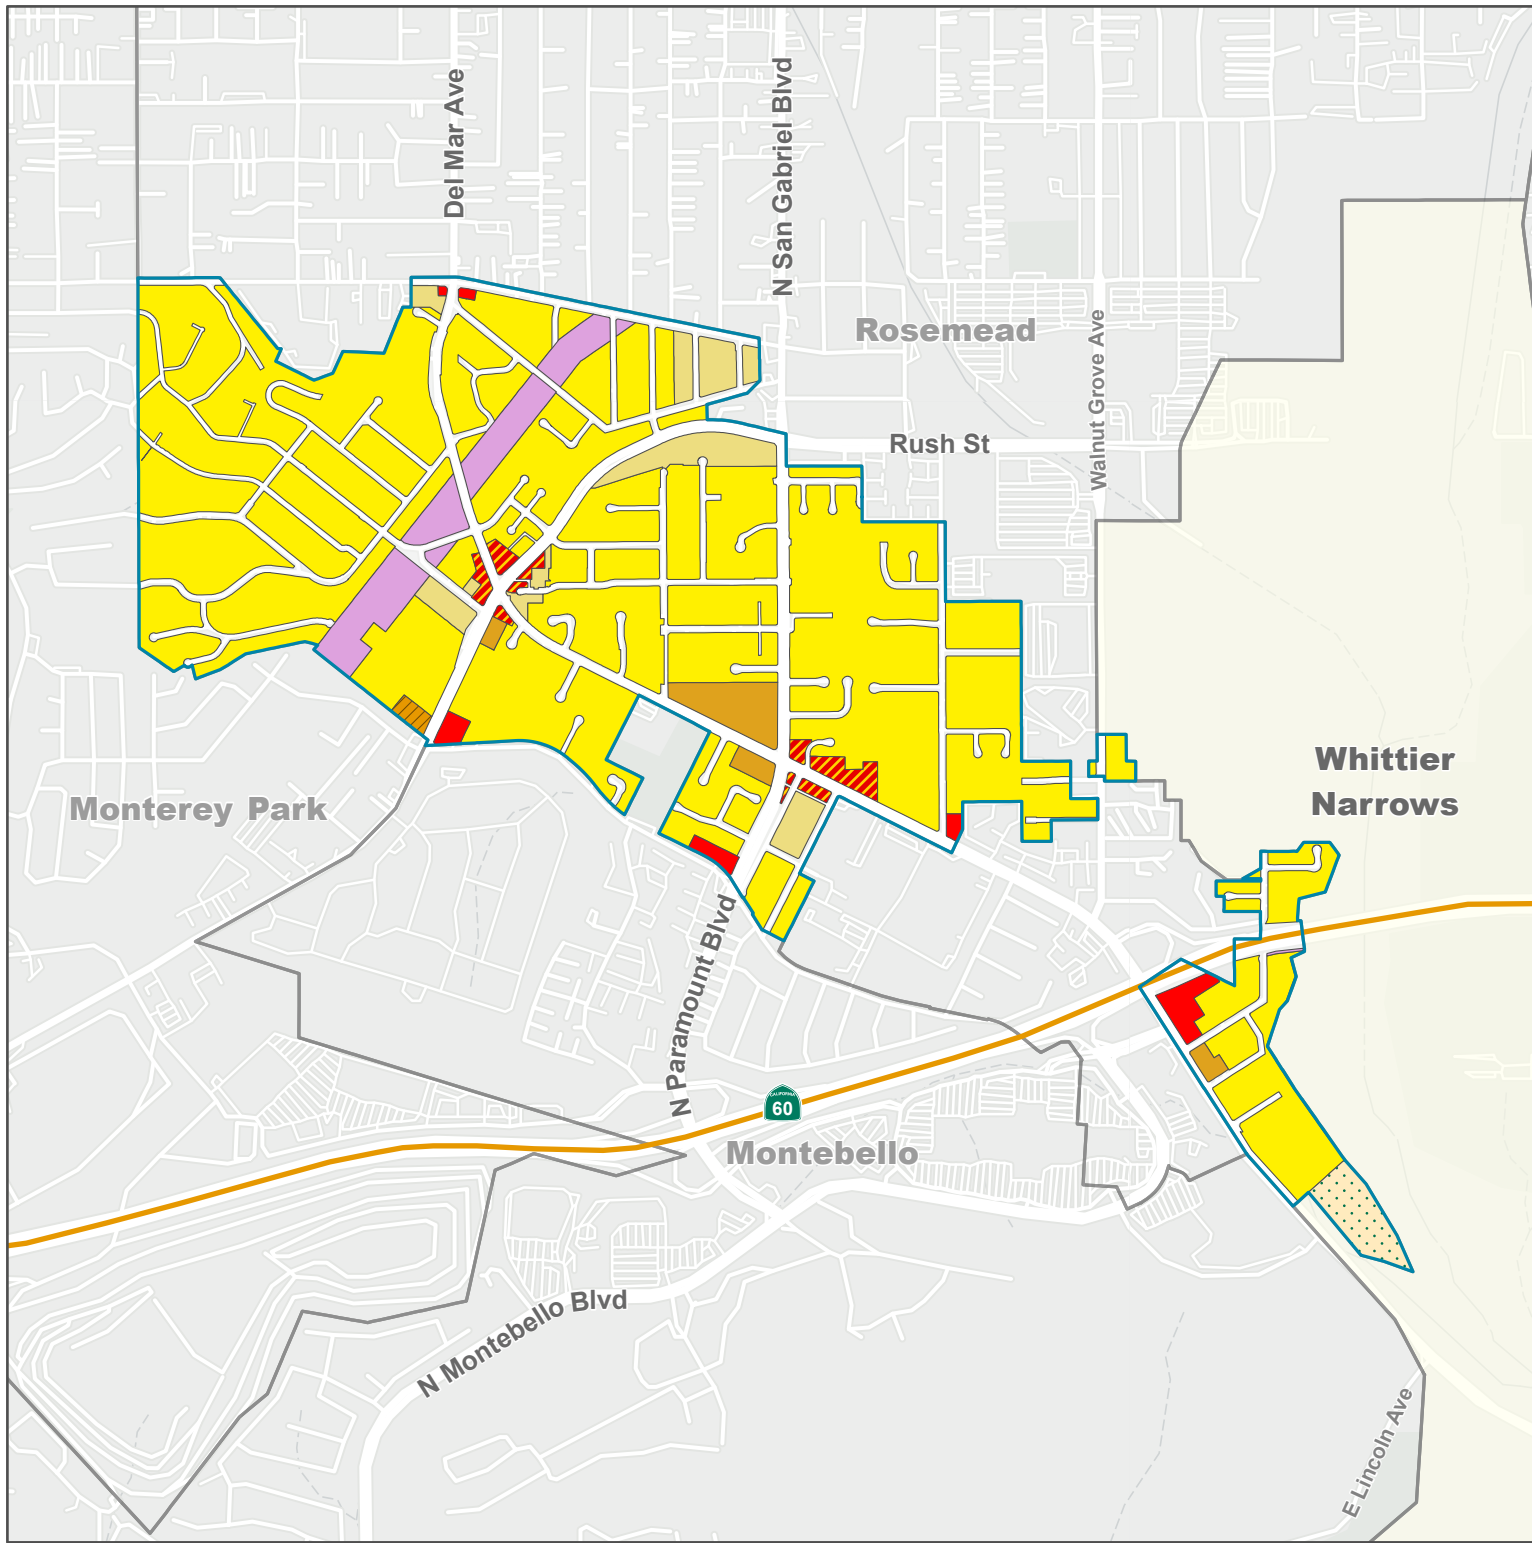 Del Mar Ave
N San Gabriel Blvd
Rosemead
Walnut Grove Ave
Rush St
Whittier
Narrows
Monterey Park
N Paramount Blvd
CALIFORNIA
60
Montebello
N Montebello Blvd
E Lincoln Ave